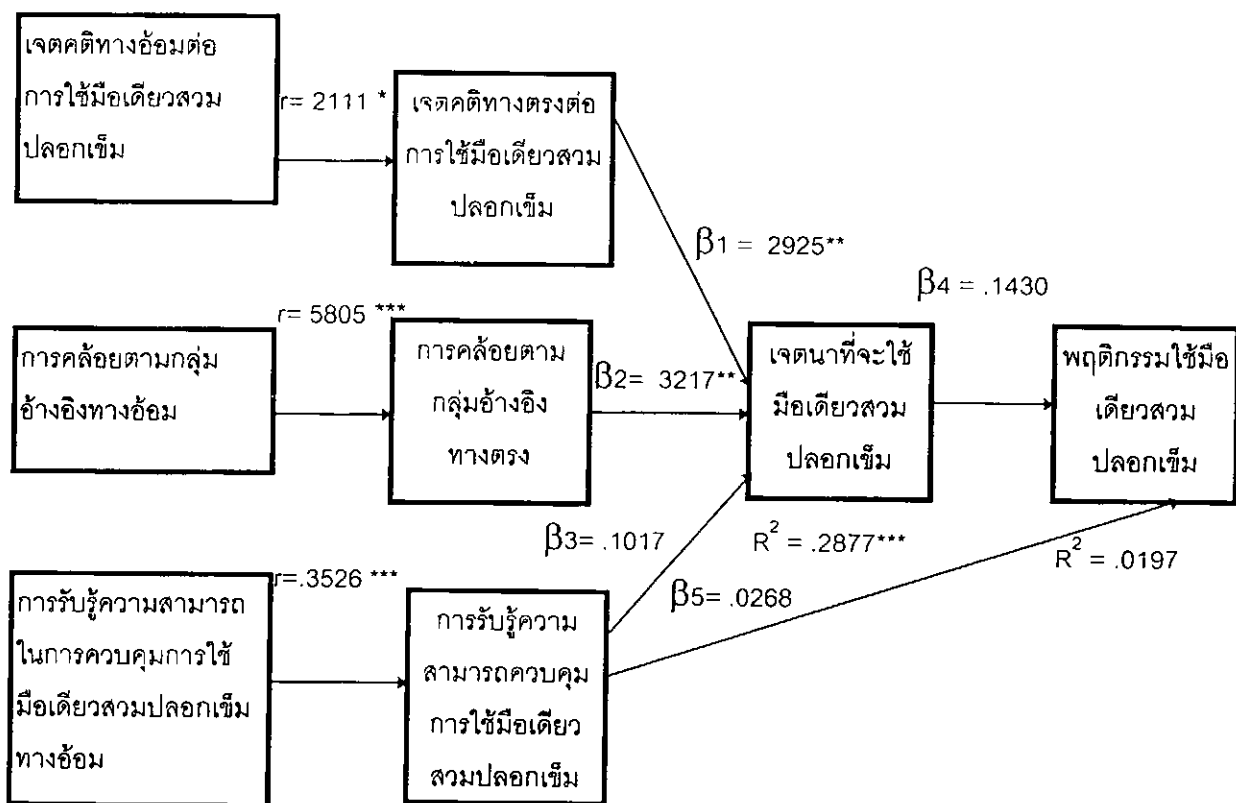 เจตคติทางอ้อมต่อ
การใช้มือเดียวสวม
ปลอกเข็ม
r= 2111 *
เจตคติทางตรงต่อ
การใช้มือเดียวสวม
ปลอกเข็ม
β1 = 2925**
β4 = .1430
การคล้อยตามกลุ่ม
อ้างอิงทางอ้อม
r= 5805 ***
การคล้อยตาม
กลุ่มอ้างอิง
ทางตรง
β2= 3217**
เจตนาที่จะใช้
มือเดียวสวม
ปลอกเข็ม
พฤติกรรมใช้มือ
เดียวสวม
ปลอกเข็ม
β3= .1017
R² = .2877***
R² = .0197
β5= .0268
การรับรู้ความสามารถ
ในการควบคุมการใช้
มือเดียวสวมปลอกเข็ม
ทางอ้อม
r=.3526 ***
การรับรู้ความ
สามารถควบคุม
การใช้มือเดียว
สวมปลอกเข็ม